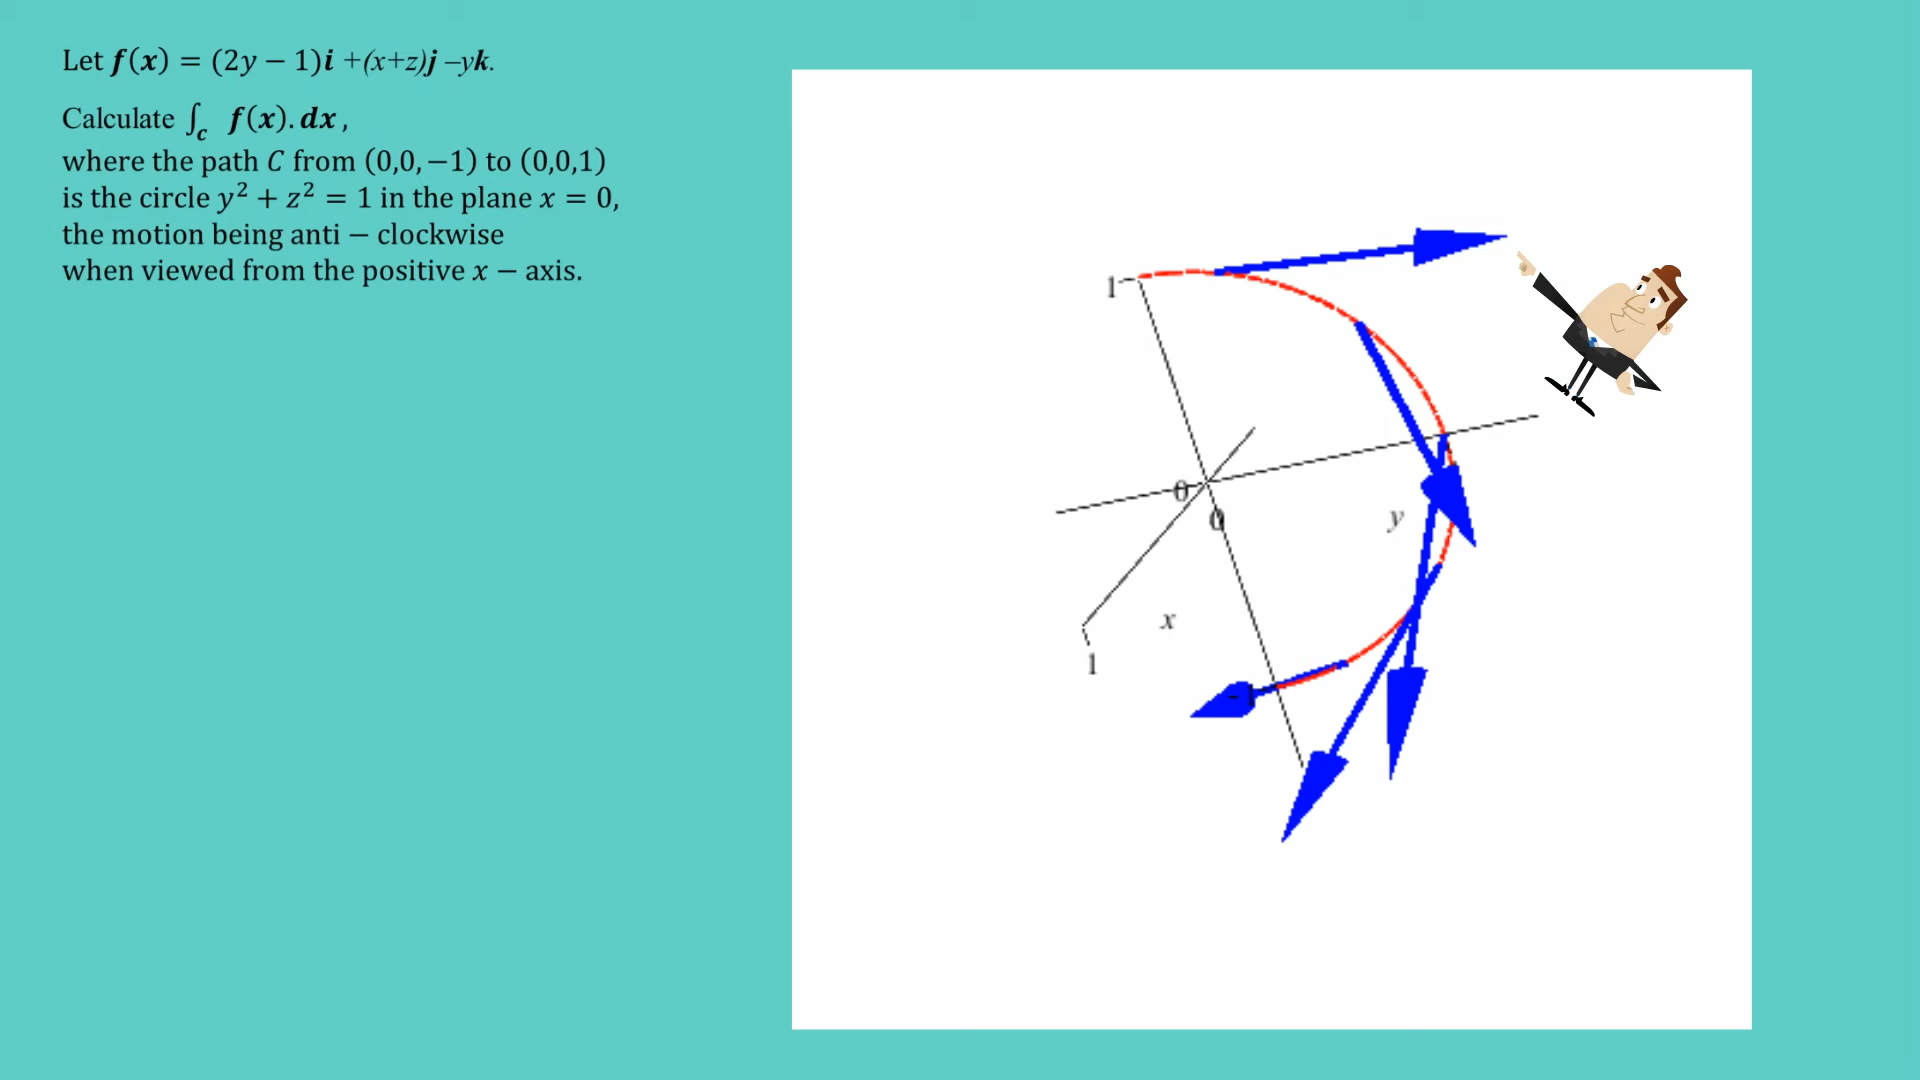 Let 𝒇(𝒙) = (2𝑦 − 1)𝒊 +(x+z)𝒋 –y𝒌.
Calculate ∫𝒄 𝒇(𝒙). 𝒅𝒙 ,
where the path 𝐶 from (0,0, −1) to (0,0,1)
is the circle 𝑦² + 𝑧² = 1 in the plane 𝑥 = 0,
the motion being anti − clockwise
when viewed from the positive 𝑥 − axis.
1
0
0
y
x
1
-1